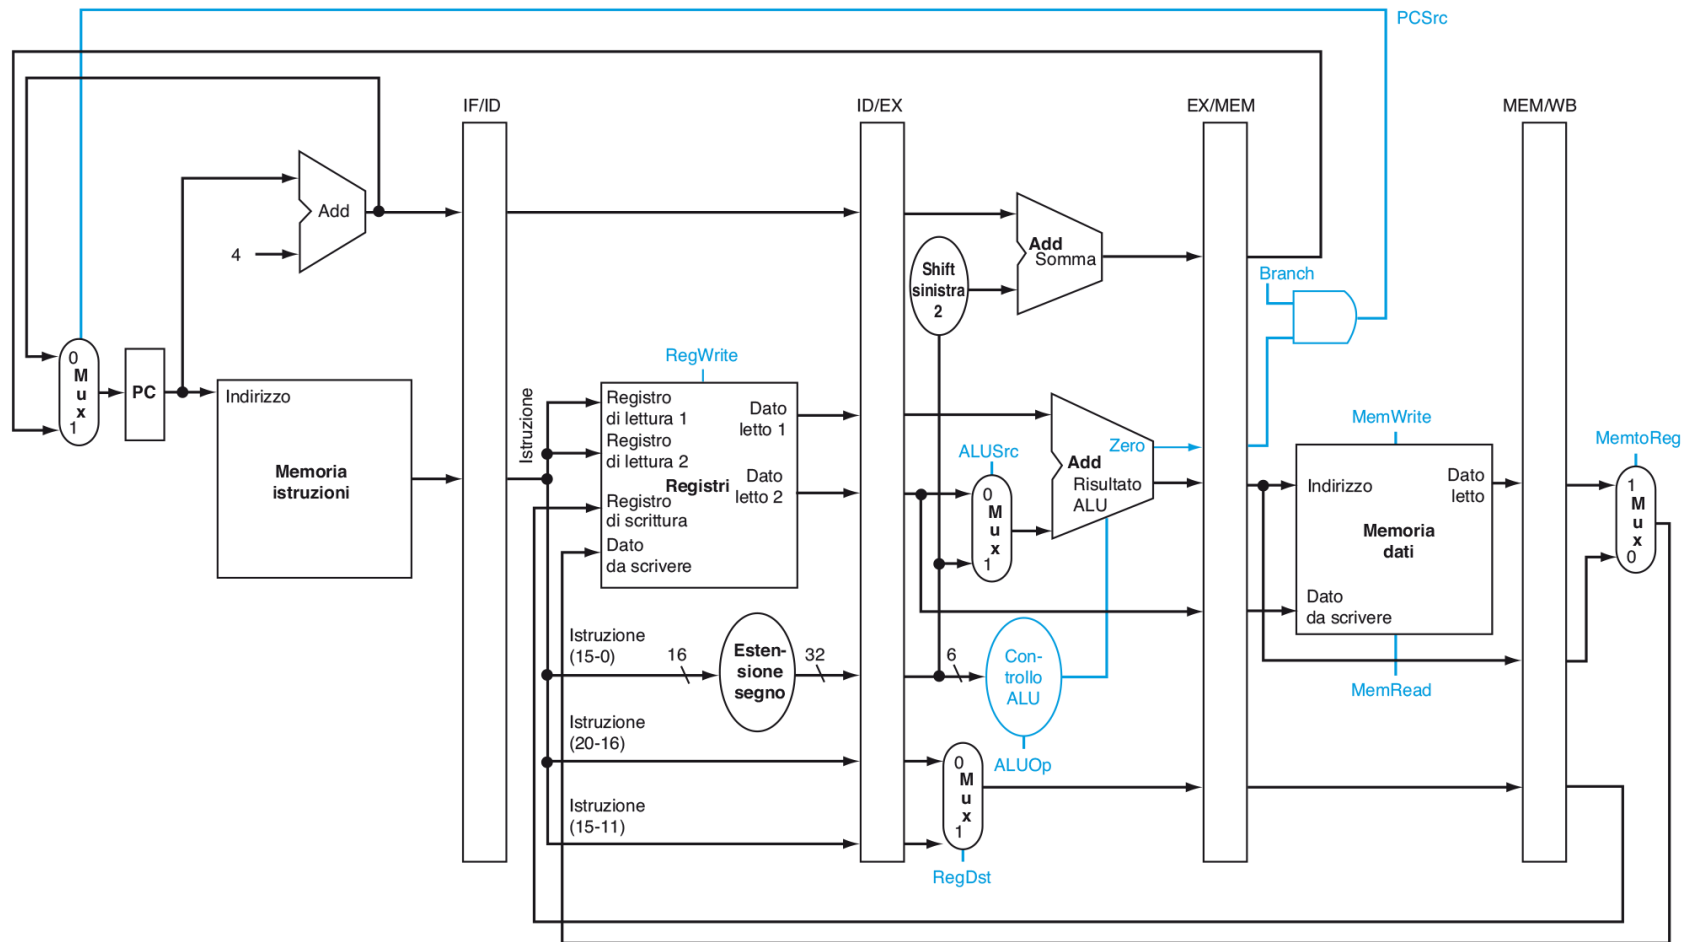 PCSrc
IF/ID
ID/EX
EX/MEM
MEM/WB
Add
4
Add
Somma
Shift
sinistra
2
Branch
0
M
u
x
1
PC
Indirizzo
Memoria
istruzioni
Istruzione
RegWrite
Registro
di lettura 1
Registro
di lettura 2
Registro
di scrittura
Dato
da scrivere
Registri
Dato
letto 1
Dato
letto 2
ALUSrc
0
M
u
x
1
Zero
Add
Risultato
ALU
MemWrite
Indirizzo
Dato
letto
Memoria
dati
Dato
da scrivere
MemRead
MemtoReg
1
M
u
x
0
Istruzione
(15-0)
16
Esten-
sione
segno
32
6
Con-
trollo
ALU
ALUOp
Istruzione
(20-16)
Istruzione
(15-11)
0
M
u
x
1
RegDst